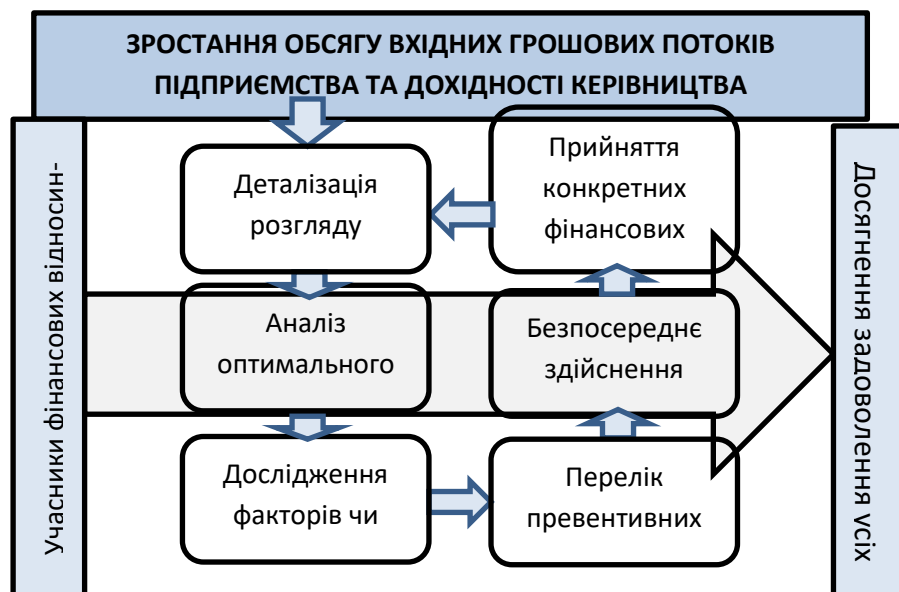 ЗРОСТАННЯ ОБСЯГУ ВХІДНИХ ГРОШОВИХ ПОТОКІВ
ПІДПРИЄМСТВА ТА ДОХІДНОСТІ КЕРІВНИЦТВА
Учасники фінансових відносин-
Деталізація
розгляду
Прийняття
конкретних
фінансових
Аналіз
оптимального
Безпосереднє
здійснення
Дослідження
факторів чи
Перелік
превентивних
Досягнення задоволення усіх